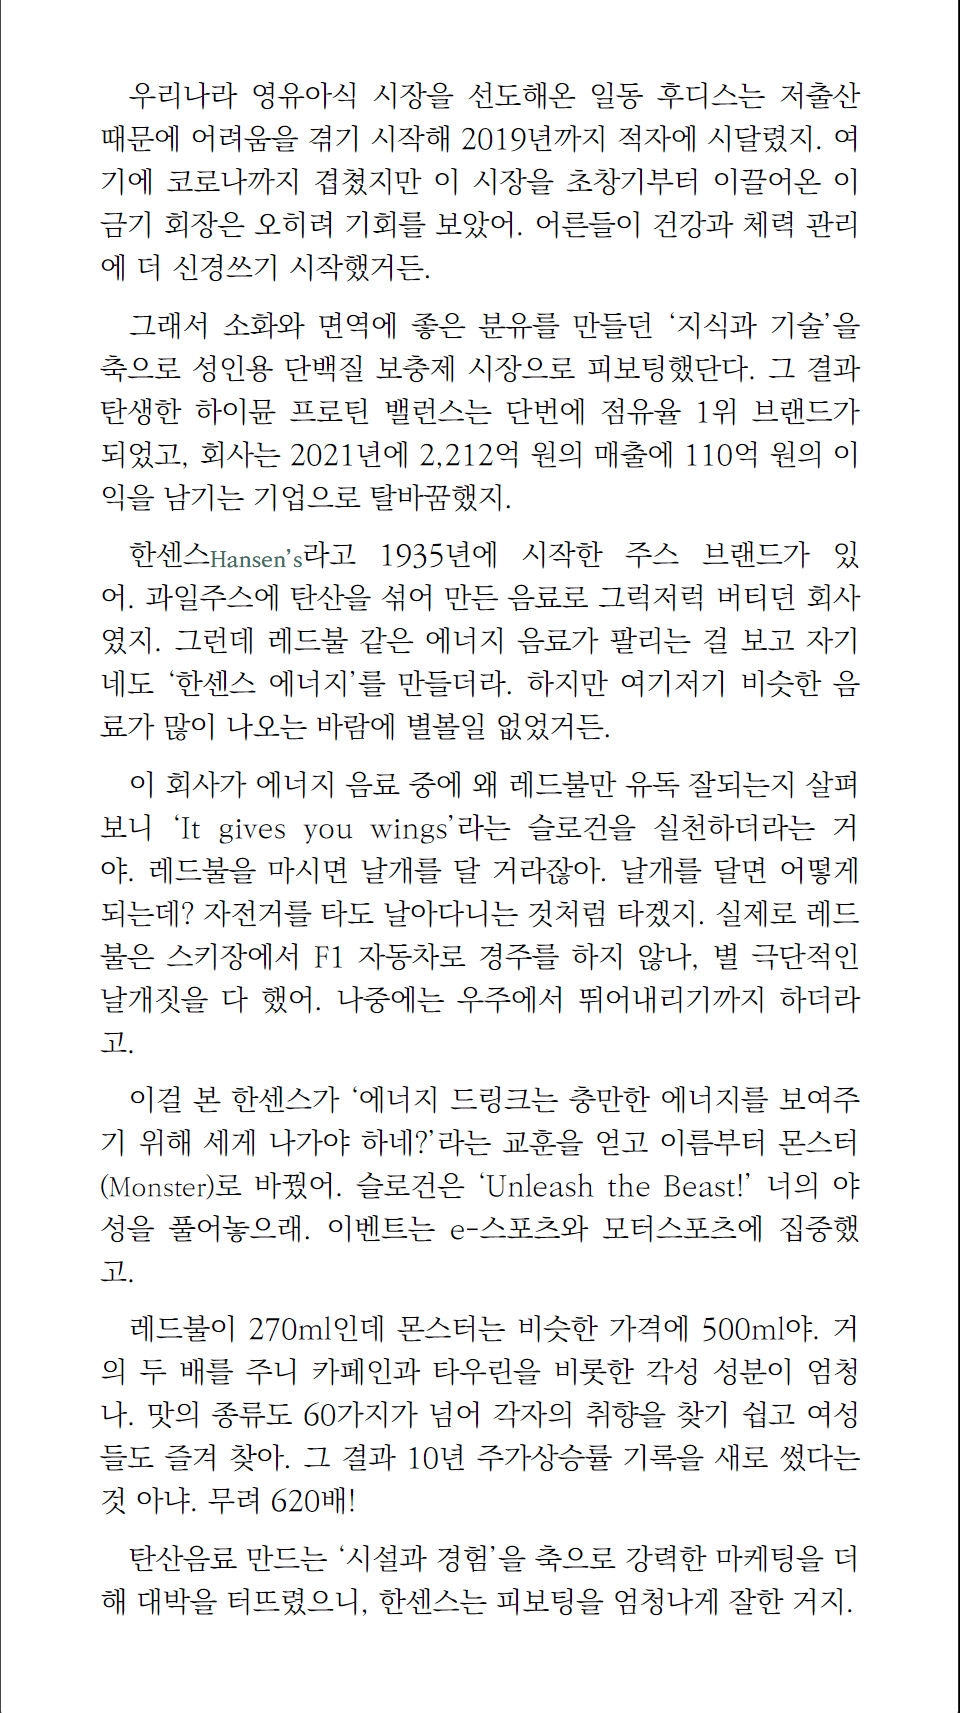 우리나라 영유아식 시장을 선도해온 일동 후디스는 저출산
때문에 어려움을 겪기 시작해 2019년까지 적자에 시달렸지. 여
기에 코로나까지 겹쳤지만 이 시장을 초창기부터 이끌어온 이
금기 회장은 오히려 기회를 보았어. 어른들이 건강과 체력 관리
에 더 신경쓰기 시작했거든.
그래서 소화와 면역에 좋은 분유를 만들던 ‘지식과 기술’을
축으로 성인용 단백질 보충제 시장으로 피보팅했단다. 그 결과
탄생한 하이뮨 프로틴 밸런스는 단번에 점유율 1위 브랜드가
되었고, 회사는 2021년에 2,212억 원의 매출에 110억 원의 이
익을 남기는 기업으로 탈바꿈했지.
한센스Hansen’s라고 1935년에 시작한 주스 브랜드가 있
어. 과일주스에 탄산을 섞어 만든 음료로 그럭저럭 버티던 회사
였지. 그런데 레드불 같은 에너지 음료가 팔리는 걸 보고 자기
네도 ‘한센스 에너지’를 만들더라. 하지만 여기저기 비슷한 음
료가 많이 나오는 바람에 별볼일 없었거든.
이 회사가 에너지 음료 중에 왜 레드불만 유독 잘되는지 살펴
보니 ‘It gives you wings’라는 슬로건을 실천하더라는 거
야. 레드불을 마시면 날개를 달 거라잖아. 날개를 달면 어떻게
되는데? 자전거를 타도 날아다니는 것처럼 타겠지. 실제로 레드
불은 스키장에서 F1 자동차로 경주를 하지 않나, 별 극단적인
날개짓을 다 했어. 나중에는 우주에서 뛰어내리기까지 하더라
고.
이걸 본 한센스가 ‘에너지 드링크는 충만한 에너지를 보여주
기 위해 세게 나가야 하네?’라는 교훈을 얻고 이름부터 몬스터
(Monster)로 바꿨어. 슬로건은 ‘Unleash the Beast!’ 너의 야
성을 풀어놓으래. 이벤트는 e-스포츠와 모터스포츠에 집중했
고.
레드불이 270ml인데 몬스터는 비슷한 가격에 500ml야. 거
의 두 배를 주니 카페인과 타우린을 비롯한 각성 성분이 엄청
나. 맛의 종류도 60가지가 넘어 각자의 취향을 찾기 쉽고 여성
들도 즐겨 찾아. 그 결과 10년 주가상승률 기록을 새로 썼다는
것 아냐. 무려 620배!
탄산음료 만드는 ‘시설과 경험’을 축으로 강력한 마케팅을 더
해 대박을 터뜨렸으니, 한센스는 피보팅을 엄청나게 잘한 거지.